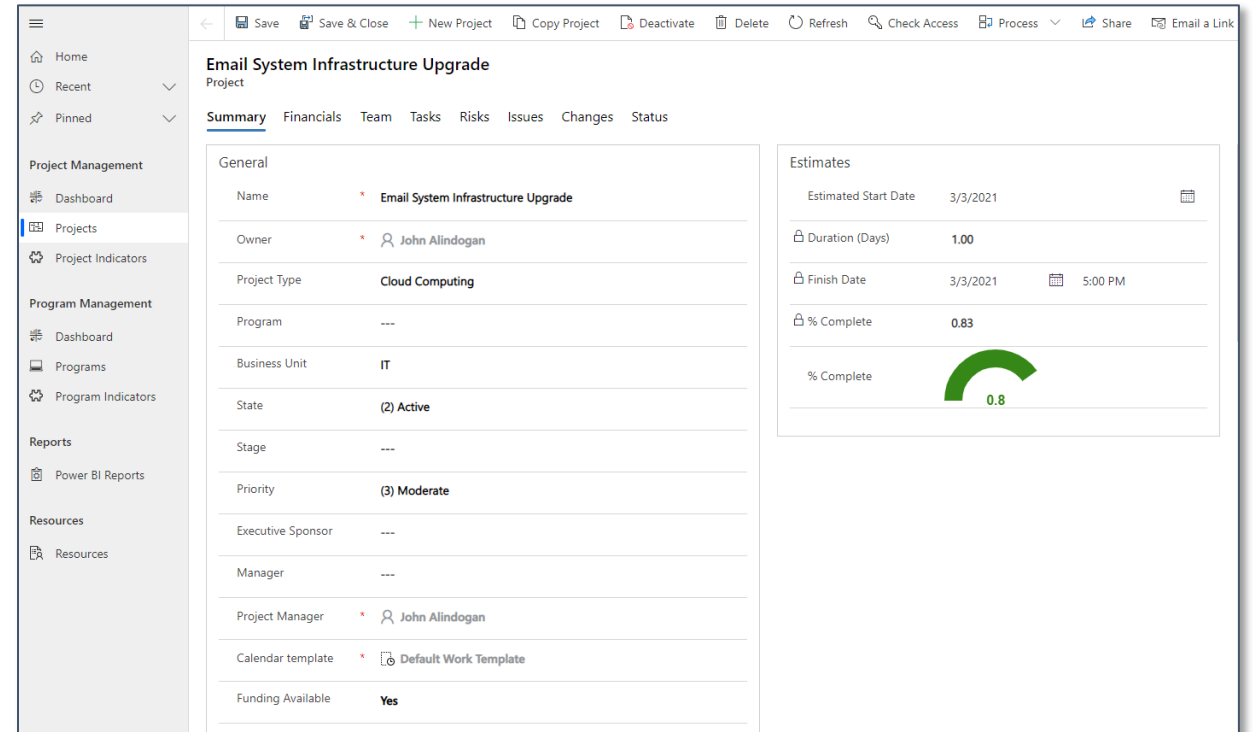 Save
Save & Close
New Project
Copy Project
Deactivate
Delete
Refresh
Check Access
Process
Share
Email a Link
Home
Recent
Pinned
Project Management
Dashboard
Projects
Project Indicators
Program Management
Dashboard
Programs
Program Indicators
Reports
Power BI Reports
Resources
Resources
Email System Infrastructure Upgrade
Project
Summary Financials Team Tasks Risks Issues Changes Status
General
Name * Email System Infrastructure Upgrade
Owner * John Alindogan
Project Type Cloud Computing
Program ---
Business Unit IT
State (2) Active
Stage ---
Priority (3) Moderate
Executive Sponsor ---
Manager ---
Project Manager * John Alindogan
Calendar template * Default Work Template
Funding Available Yes
Estimates
Estimated Start Date 3/3/2021
Duration (Days) 1.00
Finish Date 3/3/2021 5:00 PM
% Complete 0.83
% Complete 0.8